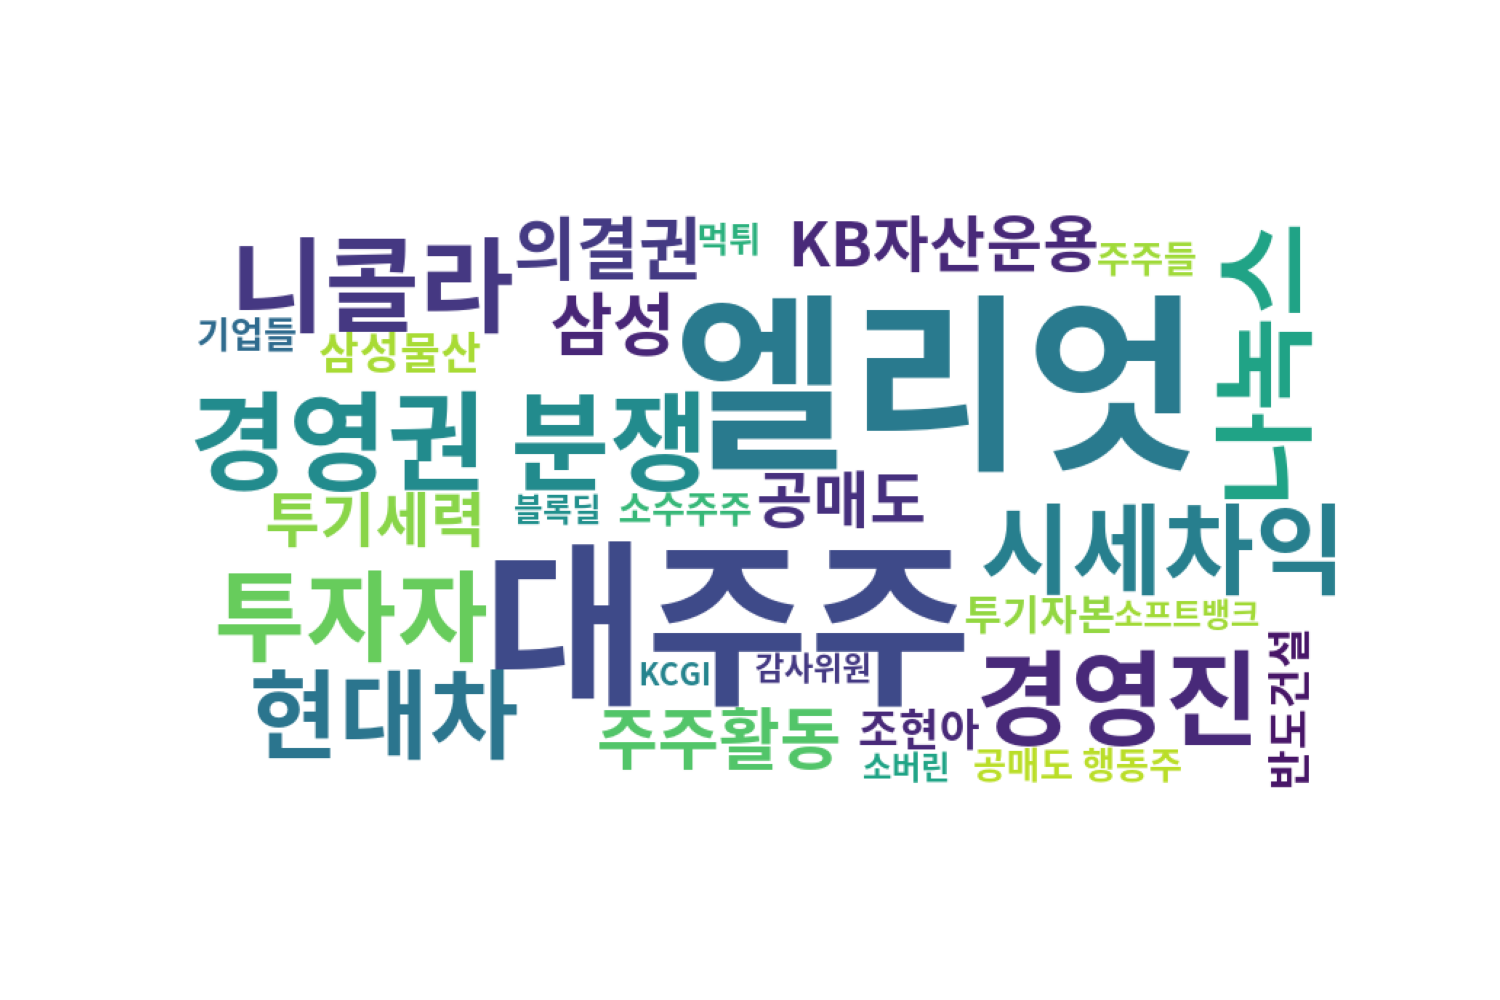 니콜라
의결권
먹튀
KB자산운용
주주들
나녹스
기업들
삼성물산
삼성
엘리엇
경영권 분쟁
투기세력
블록딜
소수주주
공매도
시세차익
투자자
대주주
투기자본
소프트뱅크
현대차
KCGI
감사위원
경영진
반도건설
주주활동
조현아
소버린
공매도 행동주